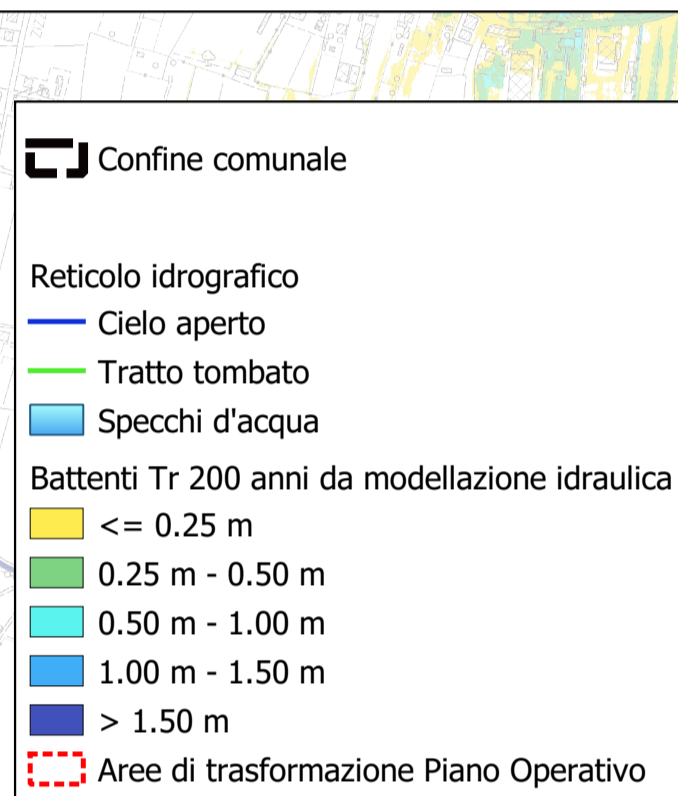 Confine comunale
Reticolo idrografico
Cielo aperto
Tratto tombato
Specchi d'acqua
Battenti Tr 200 anni da modellazione idraulica
<= 0.25 m
0.25 m - 0.50 m
0.50 m - 1.00 m
1.00 m - 1.50 m
> 1.50 m
Aree di trasformazione Piano Operativo